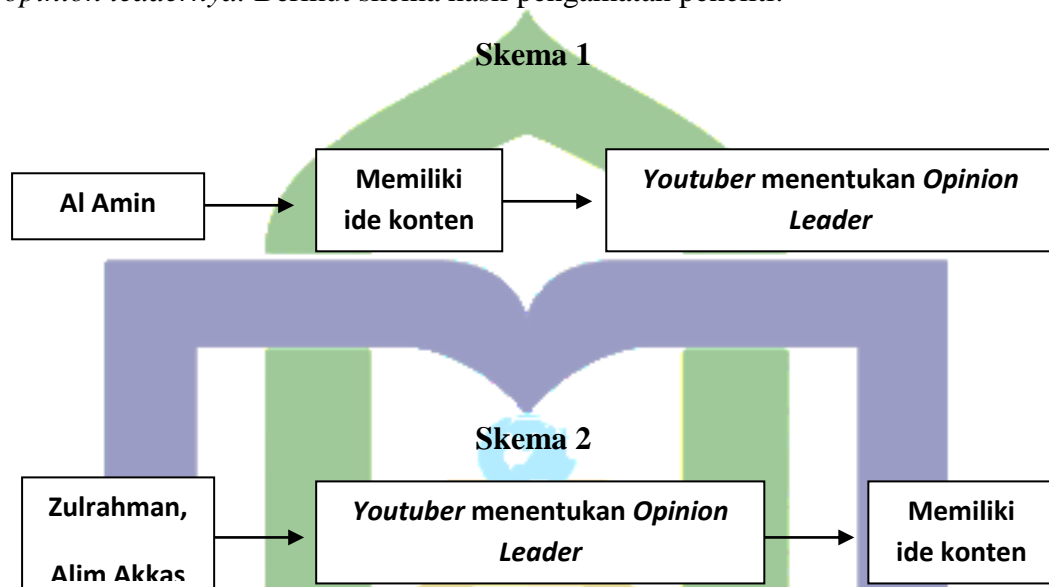 opinion leadernya. Berikut skema hasil pengamatan peneliti:
Skema 1
Al Amin
Memiliki
ide konten
Youtuber menentukan Opinion
Leader
Skema 2
Zulrahman,
Alim Akkas
Youtuber menentukan Opinion
Leader
Memiliki
ide konten